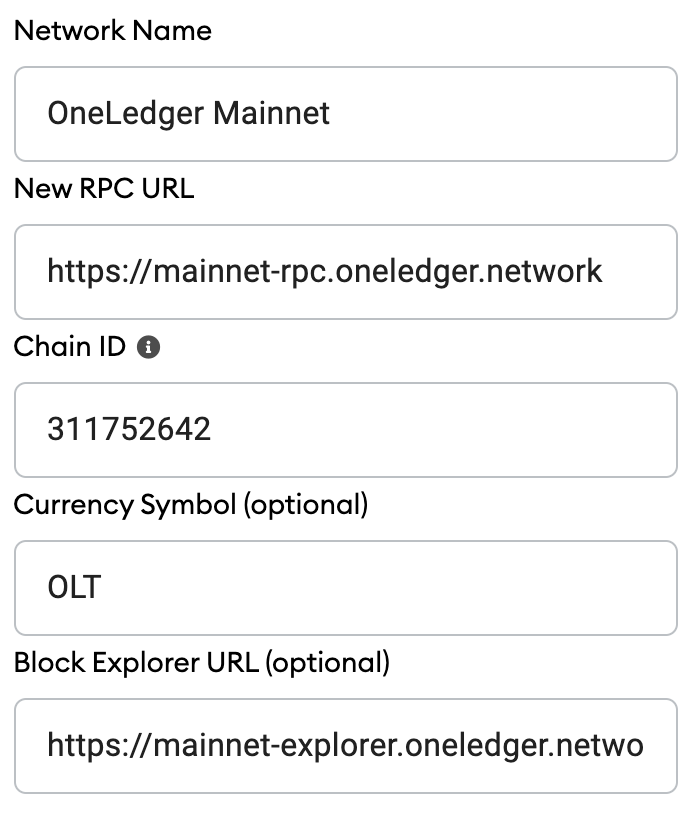 Network Name
OneLedger Mainnet
New RPC URL
https://mainnet-rpc.oneledger.network
Chain ID
311752642
Currency Symbol (optional)
OLT
Block Explorer URL (optional)
https://mainnet-explorer.oneledger.netwo